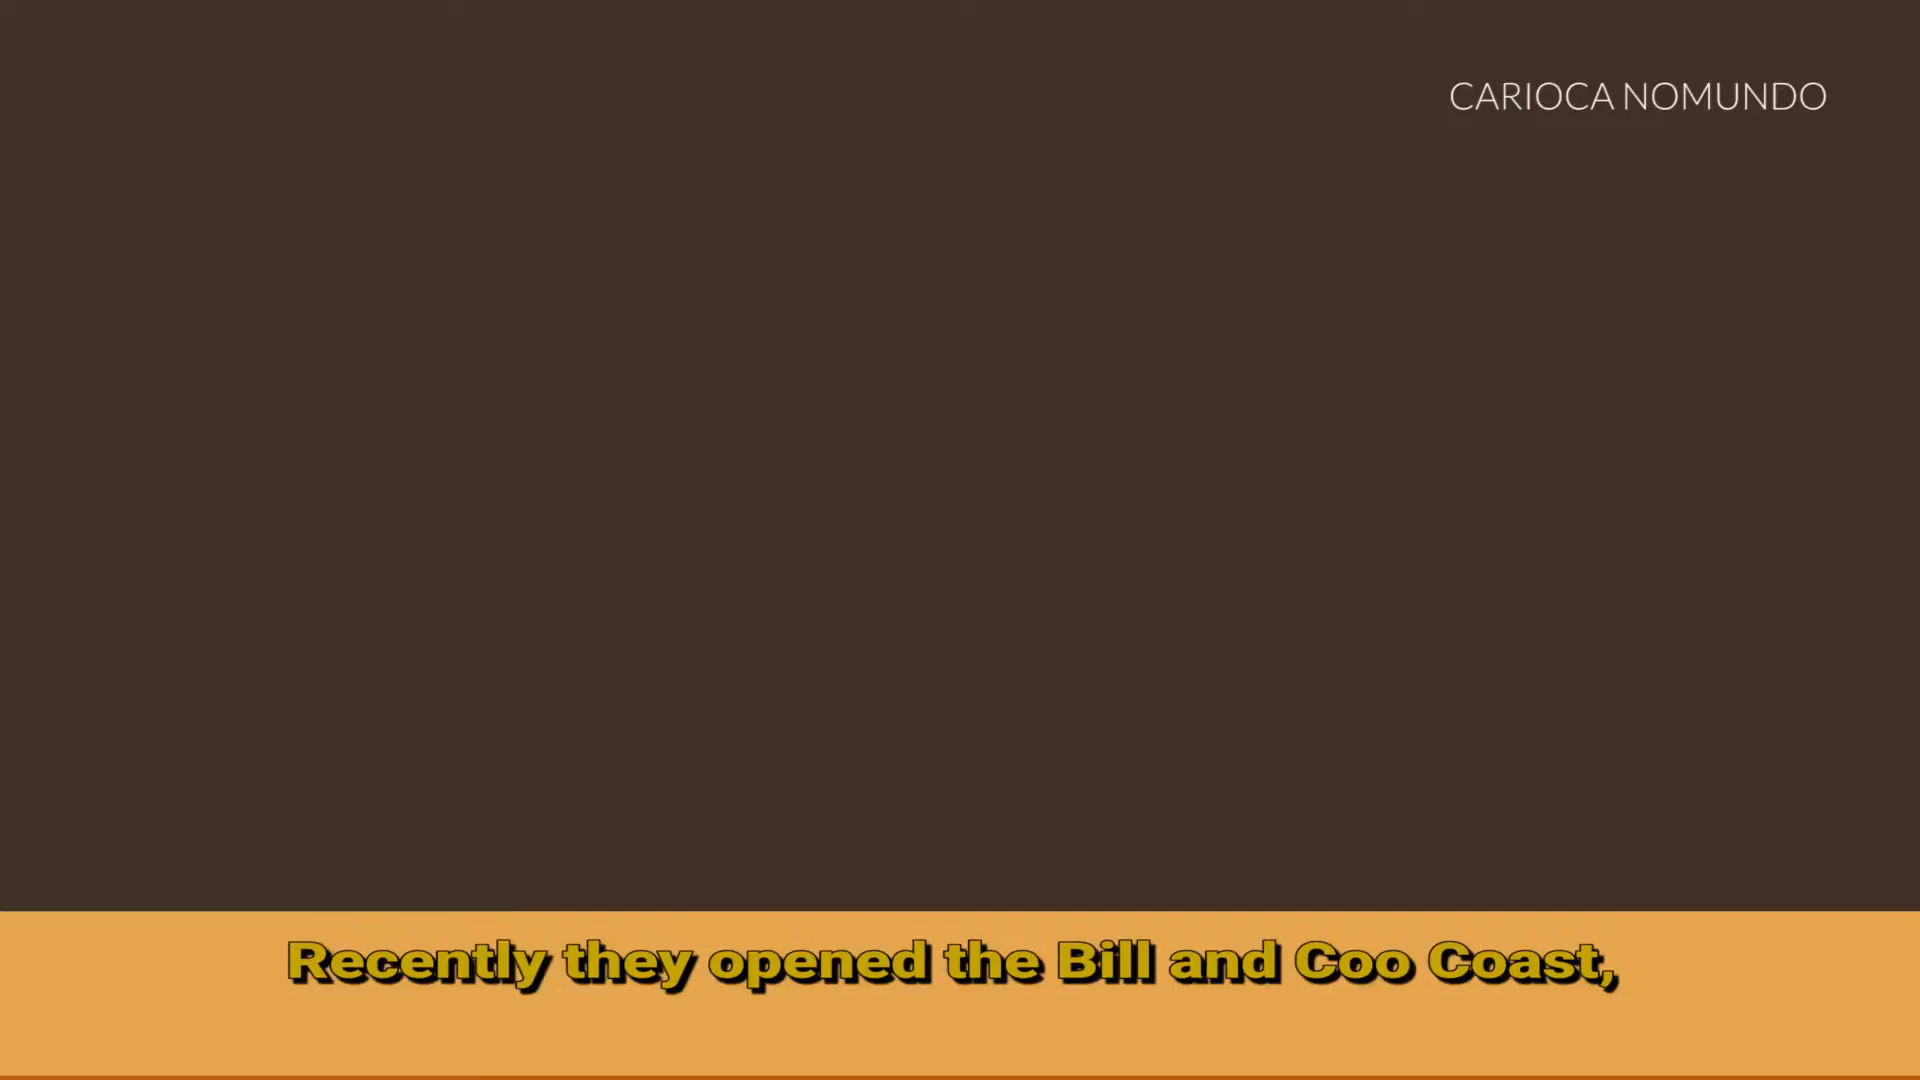 CARIOCA NOMUNDO
Recently they opened the Bill and Coo Coast,